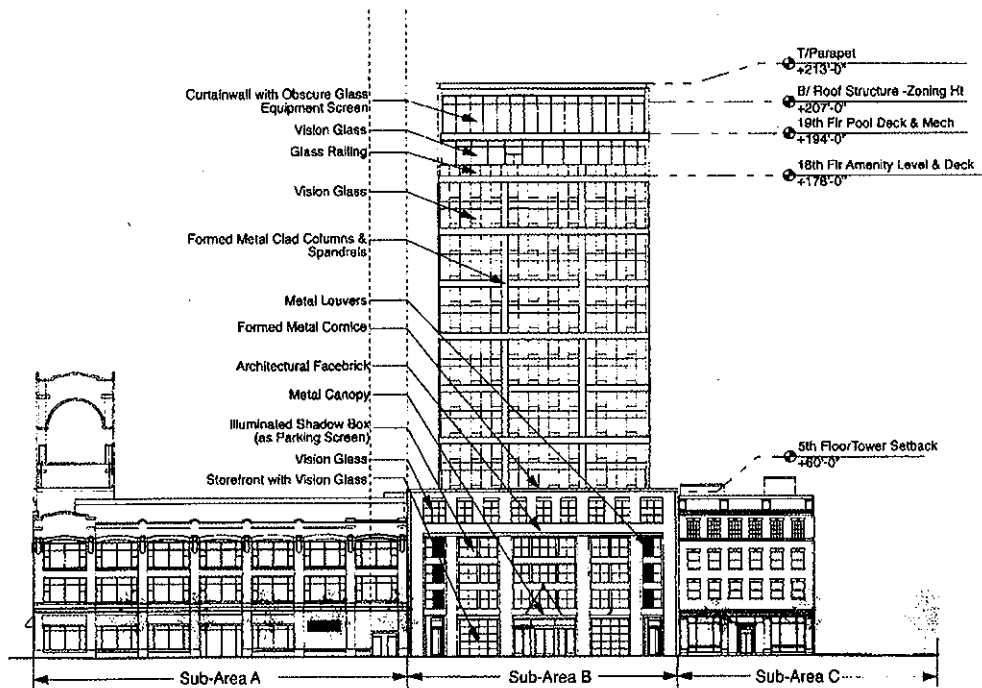 T/Parapet
+213'-0"
B/ Roof Structure -Zoning Ht
+207'-0"
19th Flr Pool Deck & Mech
+194'-0"
18th Flr Amenity Level & Deck
+178'-0"
Curtainwall with Obscure Glass
Equipment Screen
Vision Glass
Glass Railing
Vision Glass
Formed Metal Clad Columns &
Spandrels
Metal Louvers
Formed Metal Cornice
Architectural Facebrick
Metal Canopy
Illuminated Shadow Box
(as Parking Screen)
Vision Glass
Storefront with Vision Glass
5th Floor/Tower Setback
+60'-0"
Sub-Area A
Sub-Area B
Sub-Area C